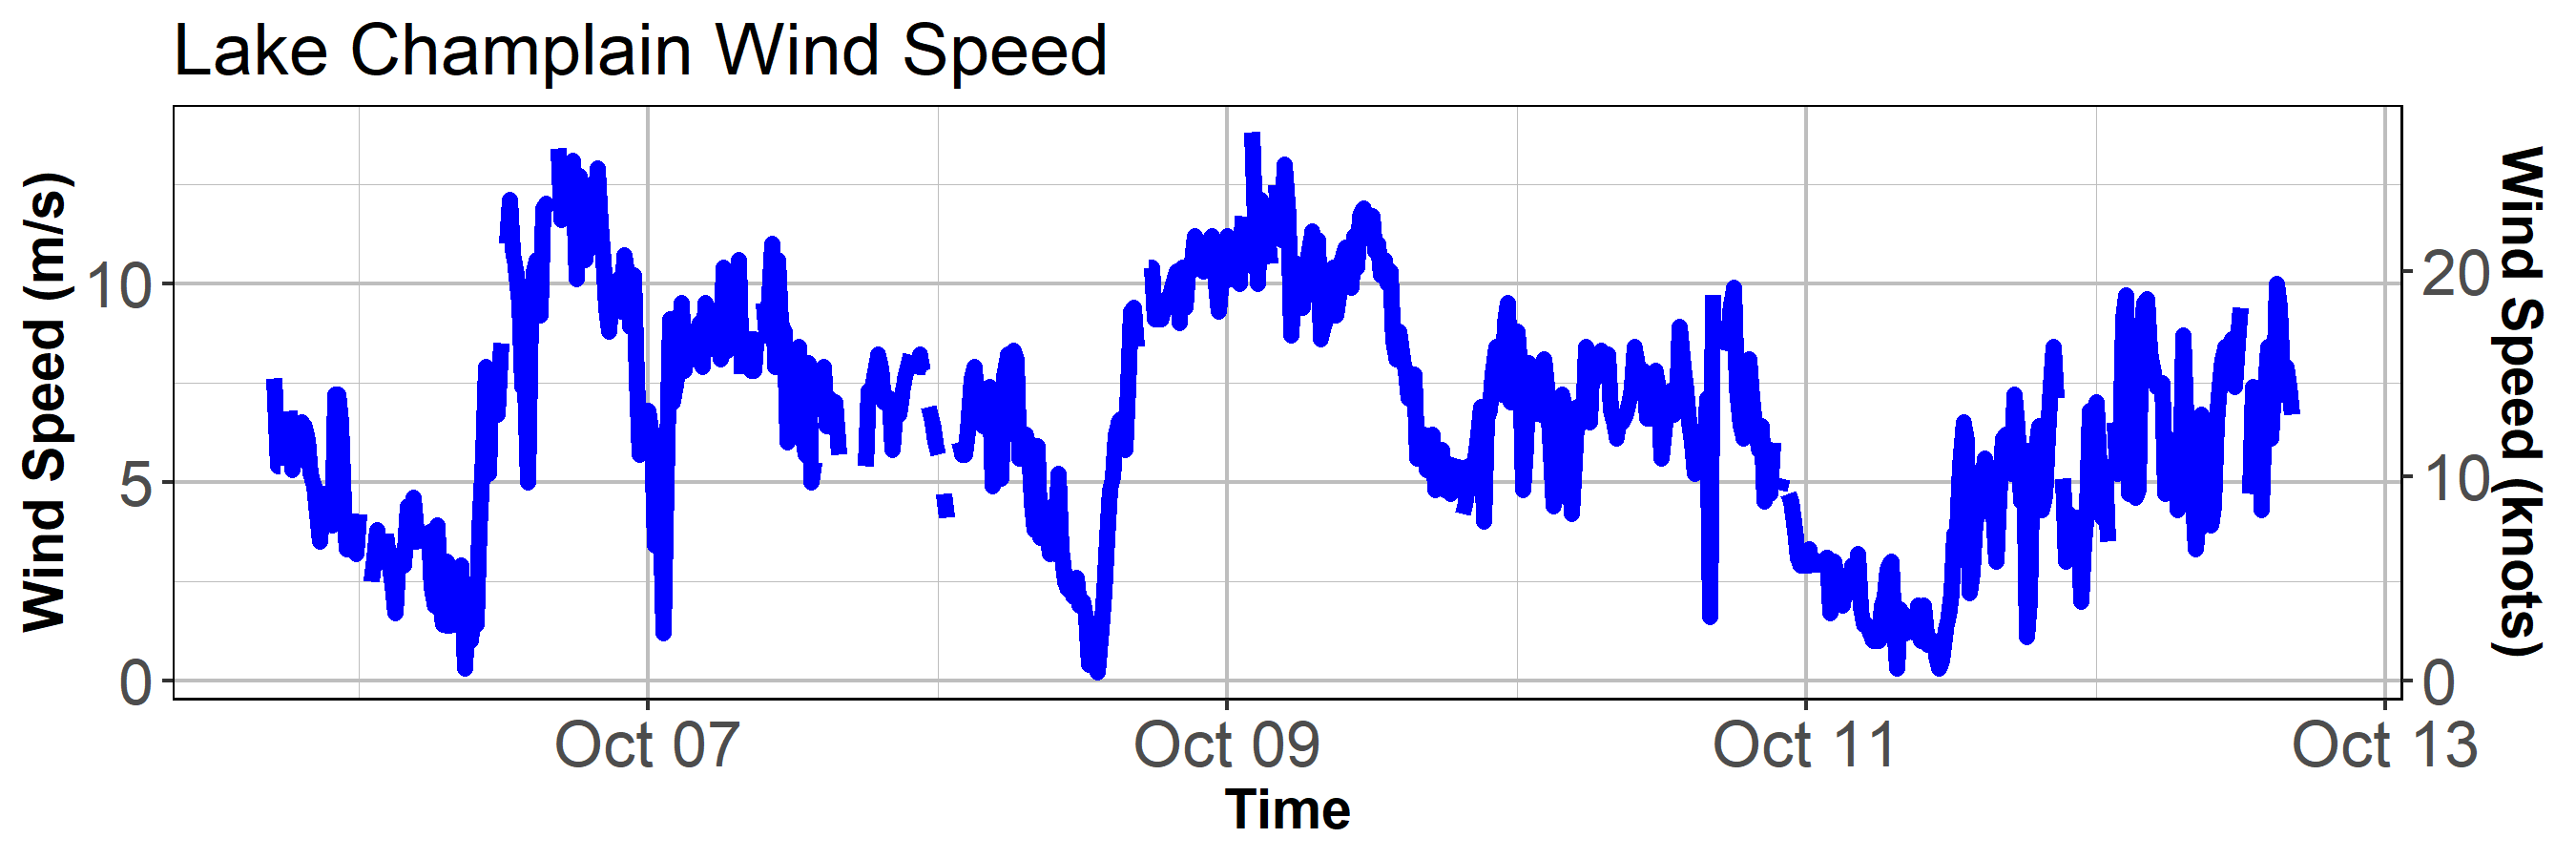 Lake Champlain Wind Speed
Wind Speed (m/s)
10
5
0
20
10
0
Wind Speed (knots)
Oct 07
Oct 09
Oct 11
Oct 13
Time